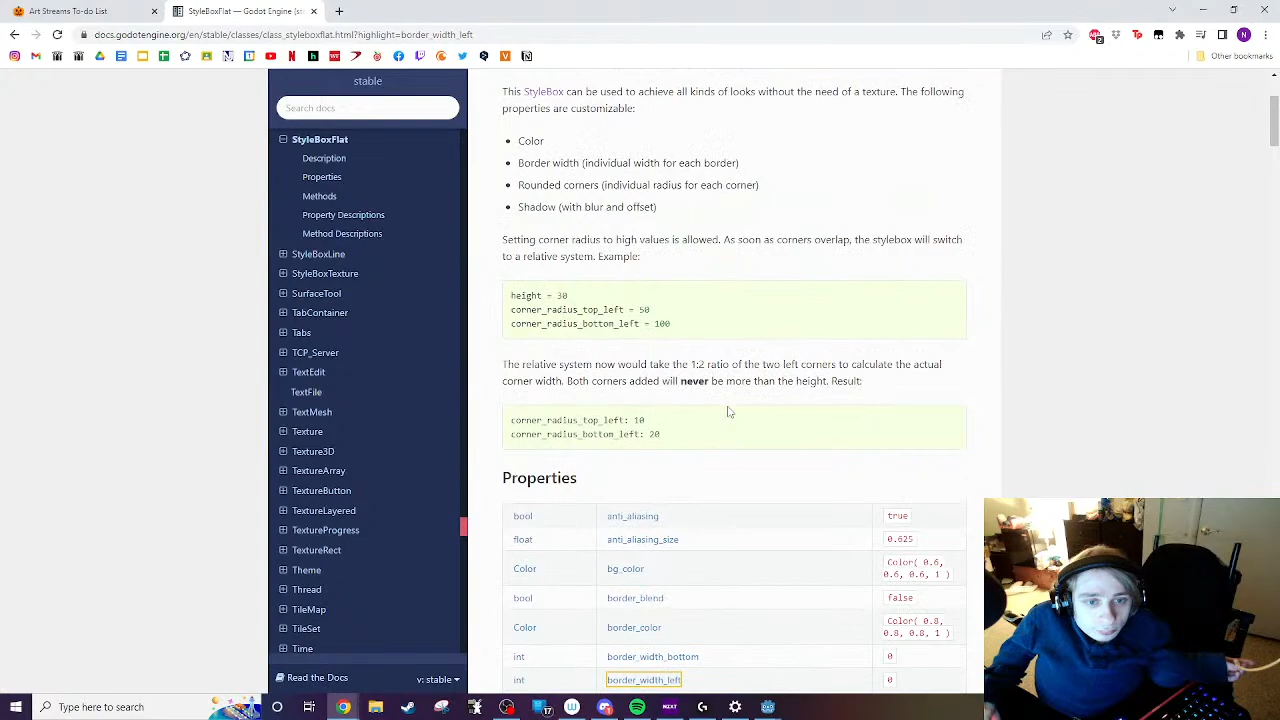 Art Streams To-do List
StyleBoxFlat — Godot Engine (st
docs.godotengine.org/en/stable/classes/class_styleboxflat.html?highlight=border_width_left
Other bookmarks
stable
Search docs
StyleBoxFlat
Description
Properties
Methods
Property Descriptions
Method Descriptions
StyleBoxLine
StyleBoxTexture
SurfaceTool
TabContainer
Tabs
TCP_Server
TextEdit
TextFile
TextMesh
Texture
Texture3D
TextureArray
TextureButton
TextureLayered
TextureProgress
TextureRect
Theme
Thread
TileMap
TileSet
Time
Read the Docs
v: stable
This StyleBox can be used to achieve all kinds of looks without the need of a texture. The following
properties are customizable:
Color
Border width (individual width for each border)
Rounded corners (individual radius for each corner)
Shadow (with blur and offset)
Setting corner radius to high values is allowed. As soon as corners overlap, the stylebox will switch
to a relative system. Example:
height = 30
corner_radius_top_left = 50
corner_radius_bottom_left = 100
The relative system now would take the 1:2 ratio of the two left corners to calculate the actual
corner width. Both corners added will never be more than the height. Result:
corner_radius_top_left: 10
corner_radius_bottom_left: 20
Properties
bool anti_aliasing true
float anti_aliasing_size 0.625
Color bg_color Color( 0.6,
0.6, 0.6, 1 )
bool border_blend false
Color border_color Color( 0.8,
0.8, 0.8, 1 )
int border_width_bottom 0
int border_width_left 0
Type here to search